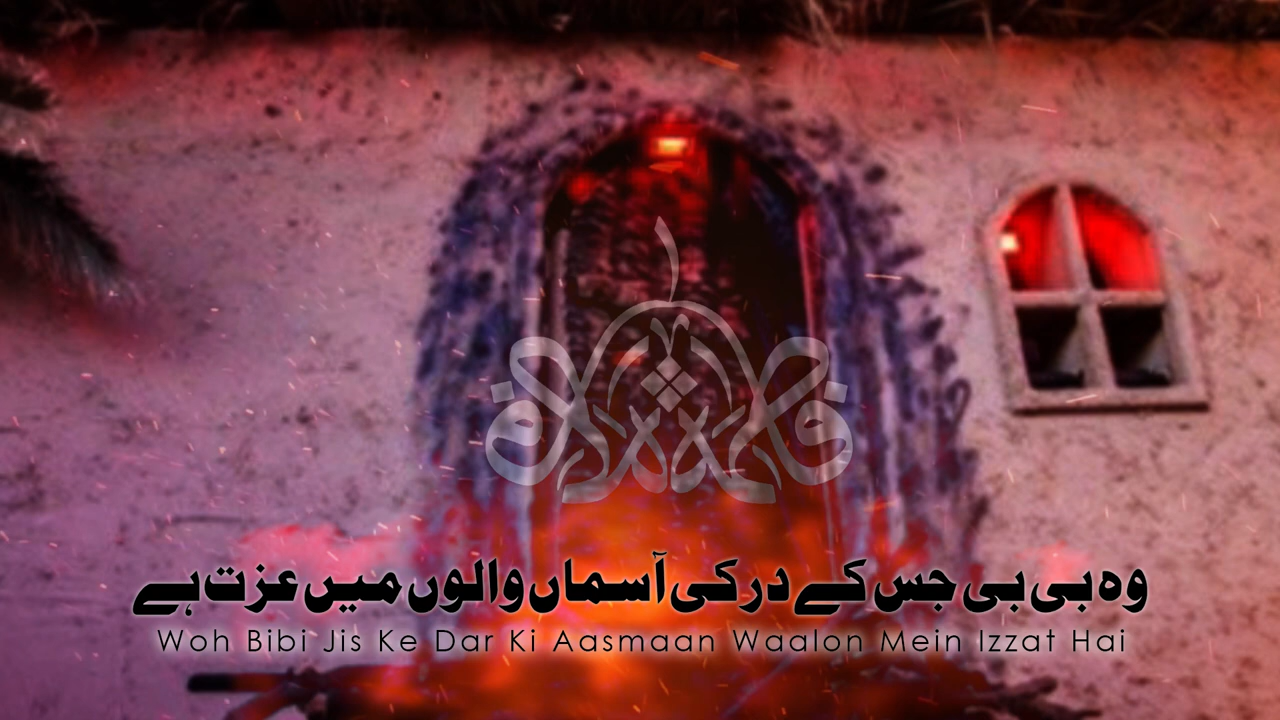 وہ بی بی جس کے در کی آسماں والوں میں عزت ہے
Woh Bibi Jis Ke Dar Ki Aasmaan Waalon Mein Izzat Hai